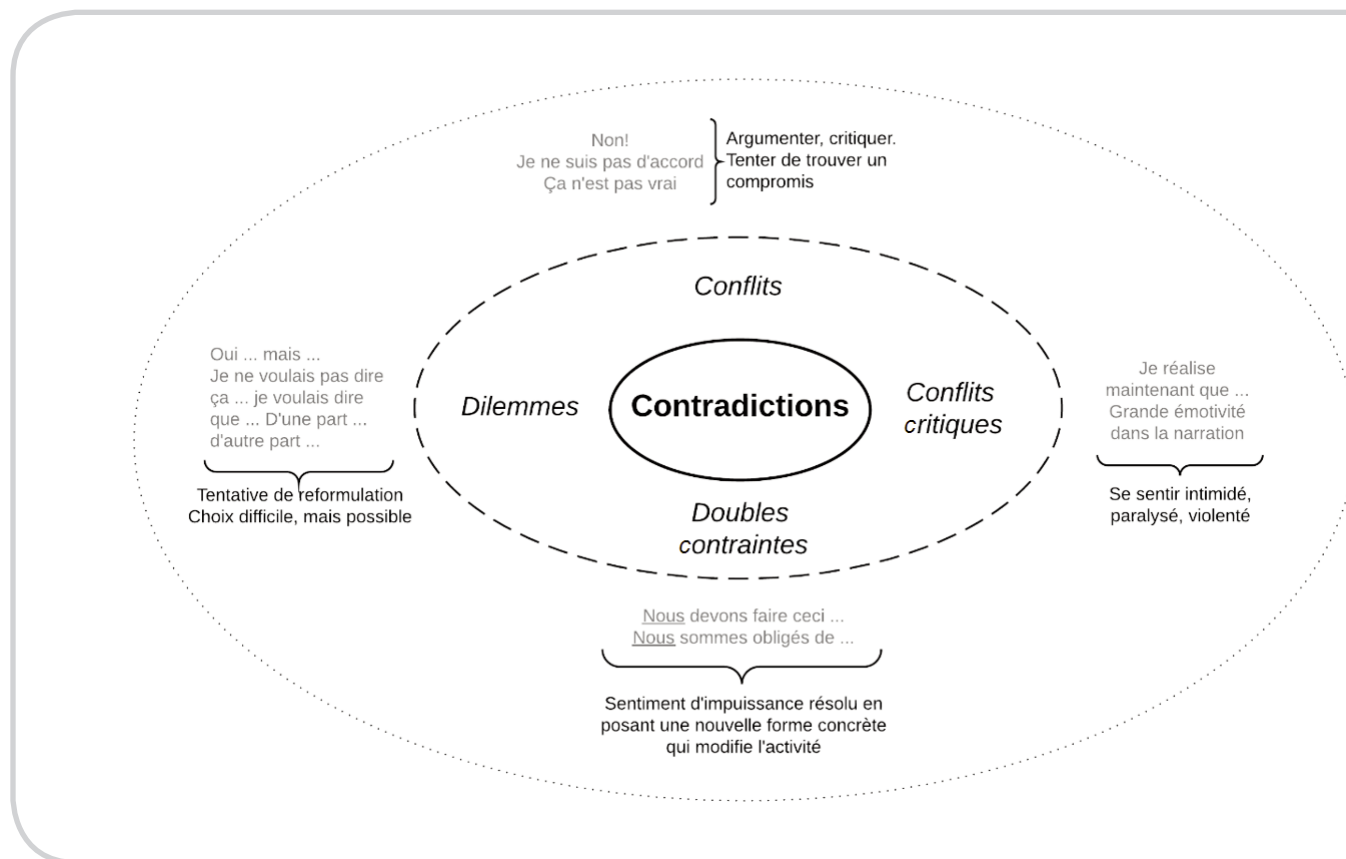 Non!
Je ne suis pas d'accord
Ça n'est pas vrai
Argumenter, critiquer.
Tenter de trouver un
compromis
Conflits
Oui ... mais ...
Je ne voulais pas dire
ça ... je voulais dire
que ... D'une part ...
d'autre part ...
Tentative de reformulation
Choix difficile, mais possible
Dilemmes
Contradictions
Conflits
critiques
Je réalise
maintenant que ...
Grande émotivité
dans la narration
Se sentir intimidé,
paralysé, violenté
Doubles
contraintes
Nous devons faire ceci ...
Nous sommes obligés de ...
Sentiment d'impuissance résolu en
posant une nouvelle forme concrète
qui modifie l'activité